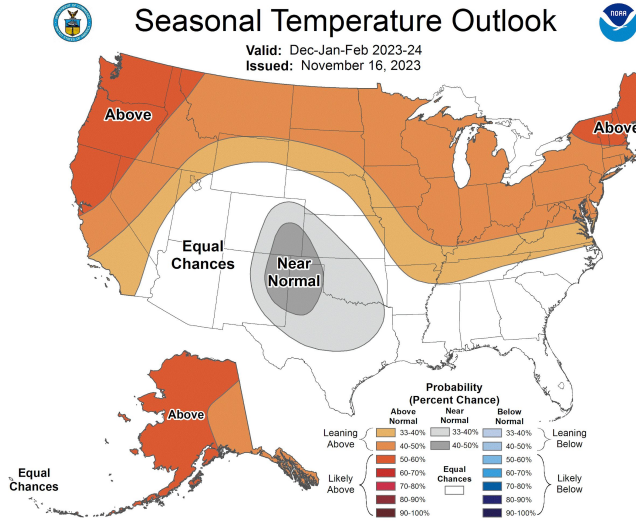 Seasonal Temperature Outlook
NOAA
Valid: Dec-Jan-Feb 2023-24
Issued: November 16, 2023
Above
Above
Equal
Chances
Near
Normal
Above
Equal
Chances
Probability
(Percent Chance)
Above
Normal
Near
Normal
Below
Normal
Leaning
Above
33-40%
40-50%
33-40%
40-50%
33-40%
40-50%
Leaning
Below
Likely
Above
50-60%
60-70%
70-80%
80-90%
90-100%
Equal
Chances
50-60%
60-70%
70-80%
80-90%
90-100%
Likely
Below